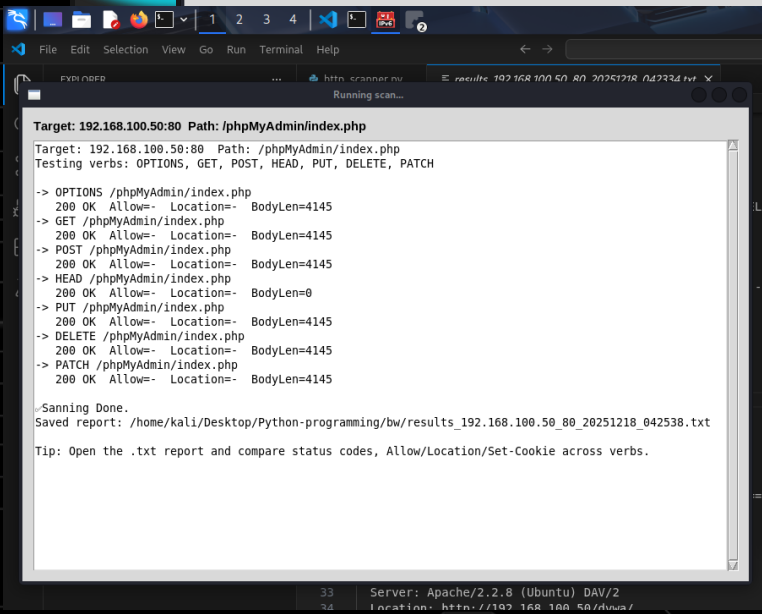 1 2 3 4 2
File Edit Selection View Go Run Terminal Help
EXPLORER ... http_scanner.py results_192.168.100.50_80_20251218_042334.txt
Running scan...
Target: 192.168.100.50:80 Path: /phpMyAdmin/index.php
Target: 192.168.100.50:80 Path: /phpMyAdmin/index.php
Testing verbs: OPTIONS, GET, POST, HEAD, PUT, DELETE, PATCH
-> OPTIONS /phpMyAdmin/index.php
200 OK Allow=- Location=- BodyLen=4145
-> GET /phpMyAdmin/index.php
200 OK Allow=- Location=- BodyLen=4145
-> POST /phpMyAdmin/index.php
200 OK Allow=- Location=- BodyLen=4145
-> HEAD /phpMyAdmin/index.php
200 OK Allow=- Location=- BodyLen=0
-> PUT /phpMyAdmin/index.php
200 OK Allow=- Location=- BodyLen=4145
-> DELETE /phpMyAdmin/index.php
200 OK Allow=- Location=- BodyLen=4145
-> PATCH /phpMyAdmin/index.php
200 OK Allow=- Location=- BodyLen=4145
✅Sanning Done.
Saved report: /home/kali/Desktop/Python-programming/bw/results_192.168.100.50_80_20251218_042538.txt
Tip: Open the .txt report and compare status codes, Allow/Location/Set-Cookie across verbs.
33 Server: Apache/2.2.8 (Ubuntu) DAV/2
34 Location: http://192.168.100.50/dvwa/